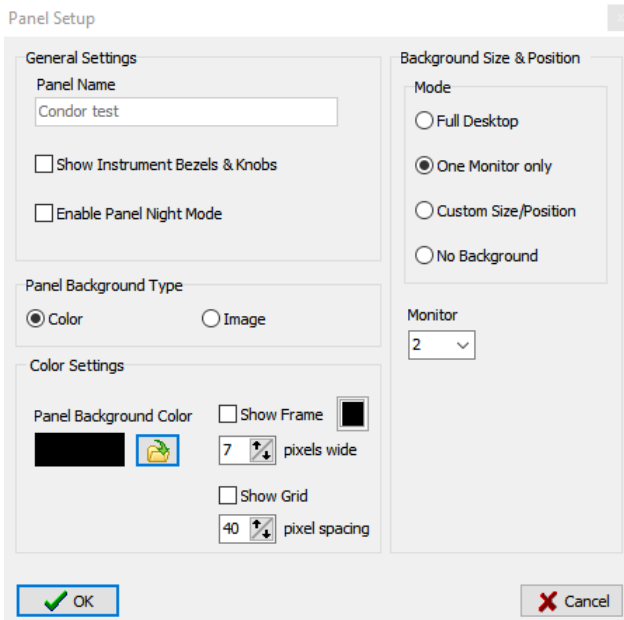 Panel Setup
General Settings
Panel Name
Condor test
Show Instrument Bezels & Knobs
Enable Panel Night Mode
Panel Background Type
Color
Image
Color Settings
Panel Background Color
Show Frame
7 pixels wide
Show Grid
40 pixel spacing
Background Size & Position
Mode
Full Desktop
One Monitor only
Custom Size/Position
No Background
Monitor
2
OK
Cancel